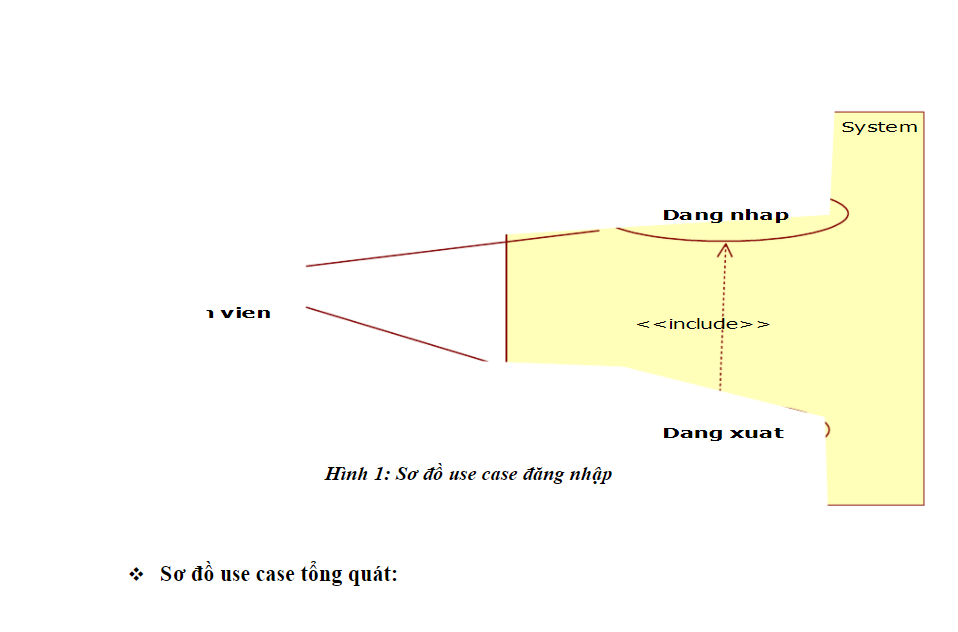 System
Dang nhap
vien
<<include>>
Dang xuat
Hình 1: Sơ đồ use case đăng nhập
❖ Sơ đồ use case tổng quát: